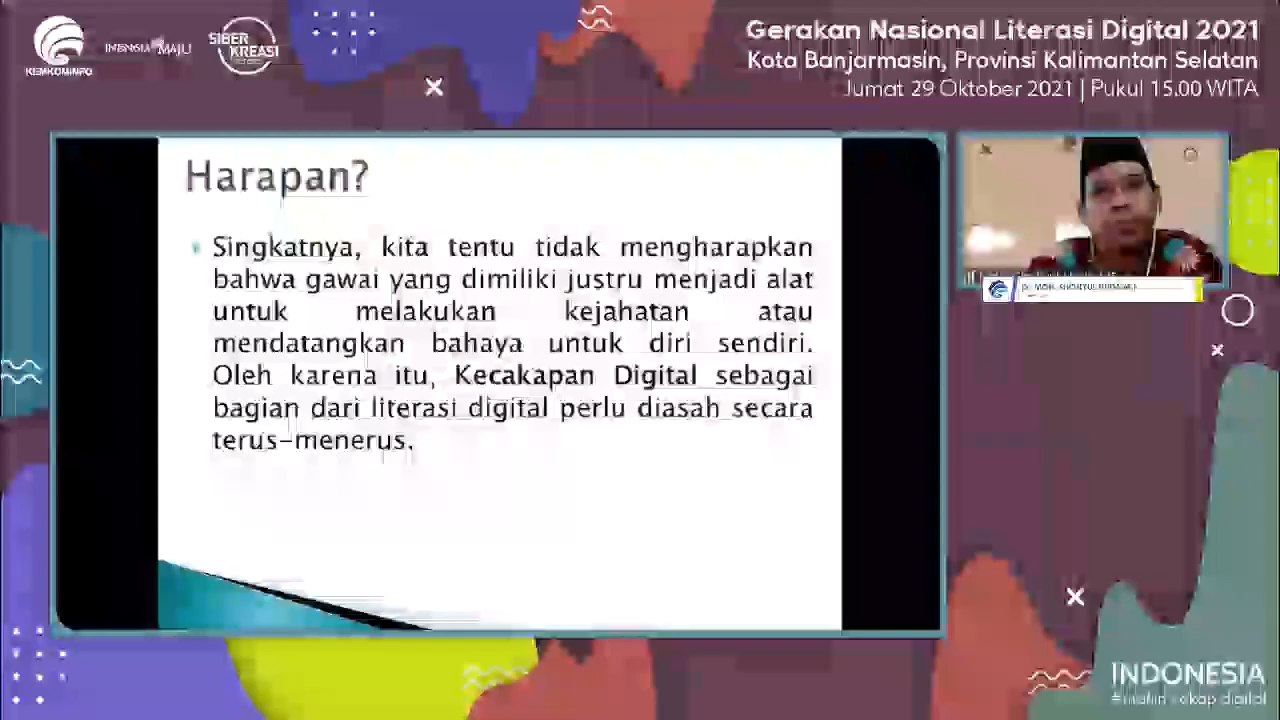 KEMKOMINFO
SIBER
KREASI
Gerakan Nasional Literasi Digital 2021
Kota Banjarmasin, Provinsi Kalimantan Selatan
Jumat 29 Oktober 2021 | Pukul 15.00 WITA
Harapan?
Singkatnya, kita tentu tidak mengharapkan
bahwa gawai yang dimiliki justru menjadi alat
untuk melakukan kejahatan atau
mendatangkan bahaya untuk diri sendiri.
Oleh karena itu, Kecakapan Digital sebagai
bagian dari literasi digital perlu diasah secara
terus-menerus.
INDONESIA
cakap digital